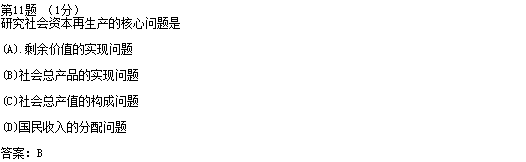 第11题 （1分）
研究社会资本再生产的核心问题是
(A).剩余价值的实现问题
(B)社会总产品的实现问题
(C)社会总产值的构成问题
(D)国民收入的分配问题
答案：B